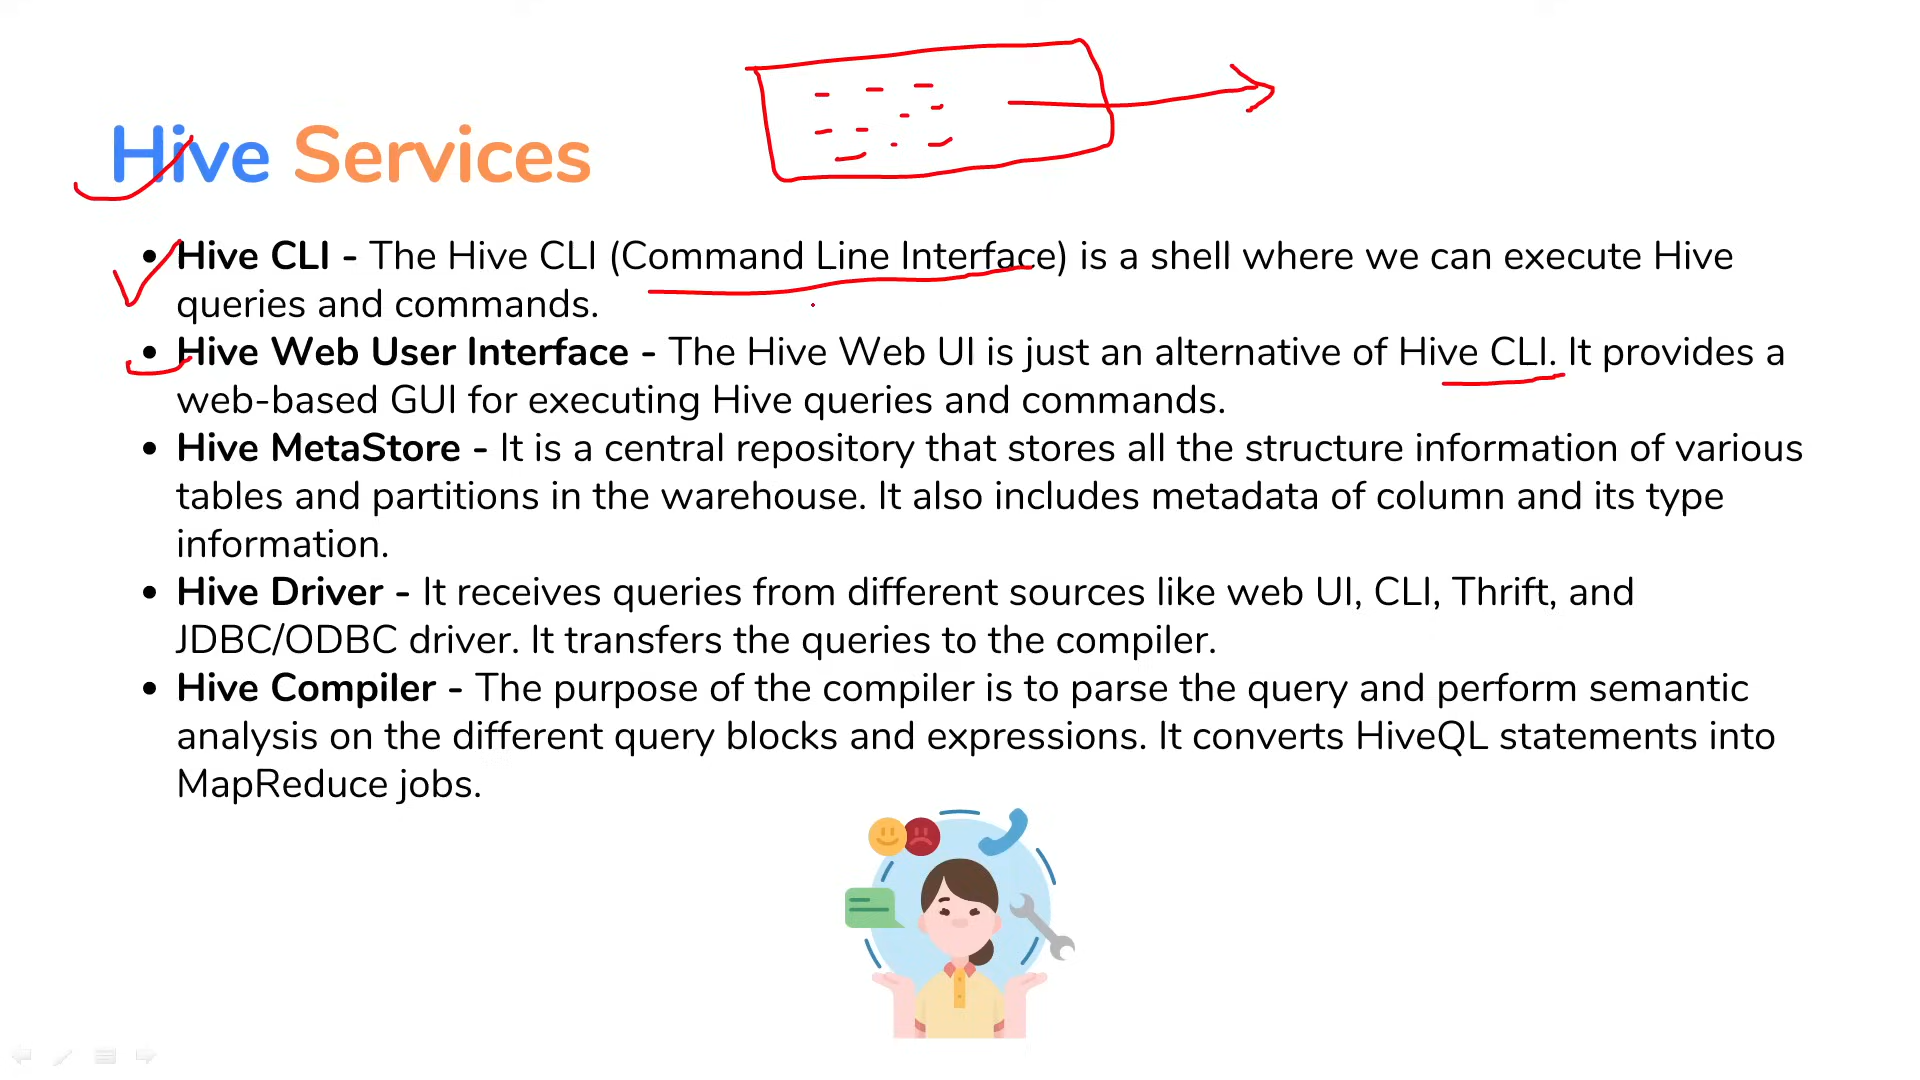 Hive Services
• Hive CLI - The Hive CLI (Command Line Interface) is a shell where we can execute Hive
queries and commands.
• Hive Web User Interface - The Hive Web UI is just an alternative of Hive CLI. It provides a
web-based GUI for executing Hive queries and commands.
• Hive MetaStore - It is a central repository that stores all the structure information of various
tables and partitions in the warehouse. It also includes metadata of column and its type
information.
• Hive Driver - It receives queries from different sources like web UI, CLI, Thrift, and
JDBC/ODBC driver. It transfers the queries to the compiler.
• Hive Compiler - The purpose of the compiler is to parse the query and perform semantic
analysis on the different query blocks and expressions. It converts HiveQL statements into
MapReduce jobs.